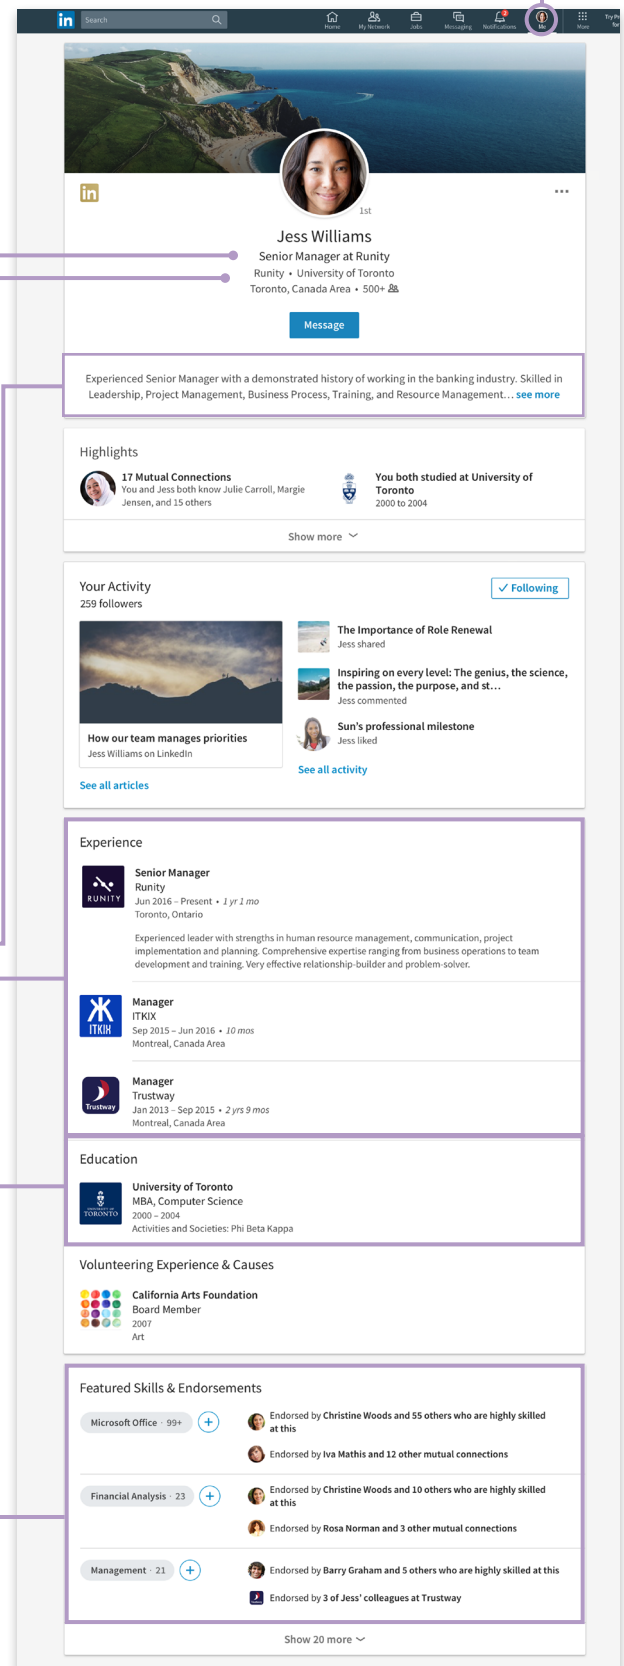 in
Search
Home
My Network
Jobs
Messaging
Notifications
Me
More
in
1st
Jess Williams
Senior Manager at Runity
Runity • University of Toronto
Toronto, Canada Area • 500+
Message
Experienced Senior Manager with a demonstrated history of working in the banking industry. Skilled in
Leadership, Project Management, Business Process, Training, and Resource Management… see more
Highlights
17 Mutual Connections
You and Jess both know Julie Carroll, Margie
Jensen, and 15 others
You both studied at University of
Toronto
2000 to 2004
Show more
Your Activity
259 followers
Following
How our team manages priorities
Jess Williams on LinkedIn
See all articles
The Importance of Role Renewal
Jess shared
Inspiring on every level: The genius, the science,
the passion, the purpose, and st…
Jess commented
Sun's professional milestone
Jess liked
See all activity
Experience
RUNITY
Senior Manager
Runity
Jun 2016 – Present • 1 yr 1 mo
Toronto, Ontario
Experienced leader with strengths in human resource management, communication, project
implementation and planning. Comprehensive expertise ranging from business operations to team
development and training. Very effective relationship-builder and problem-solver.
ITKIX
Manager
ITKIX
Sep 2015 – Jun 2016 • 10 mos
Montreal, Canada Area
Trustway
Manager
Trustway
Jan 2013 – Sep 2015 • 2 yrs 9 mos
Montreal, Canada Area
Education
UNIVERSITY OF
TORONTO
University of Toronto
MBA, Computer Science
2000 – 2004
Activities and Societies: Phi Beta Kappa
Volunteering Experience & Causes
California Arts Foundation
Board Member
2007
Art
Featured Skills & Endorsements
Microsoft Office · 99+
Endorsed by Christine Woods and 55 others who are highly skilled
at this
Endorsed by Iva Mathis and 12 other mutual connections
Financial Analysis · 23
Endorsed by Christine Woods and 10 others who are highly skilled
at this
Endorsed by Rosa Norman and 3 other mutual connections
Management · 21
Endorsed by Barry Graham and 5 others who are highly skilled at this
Endorsed by 3 of Jess' colleagues at Trustway
Show 20 more